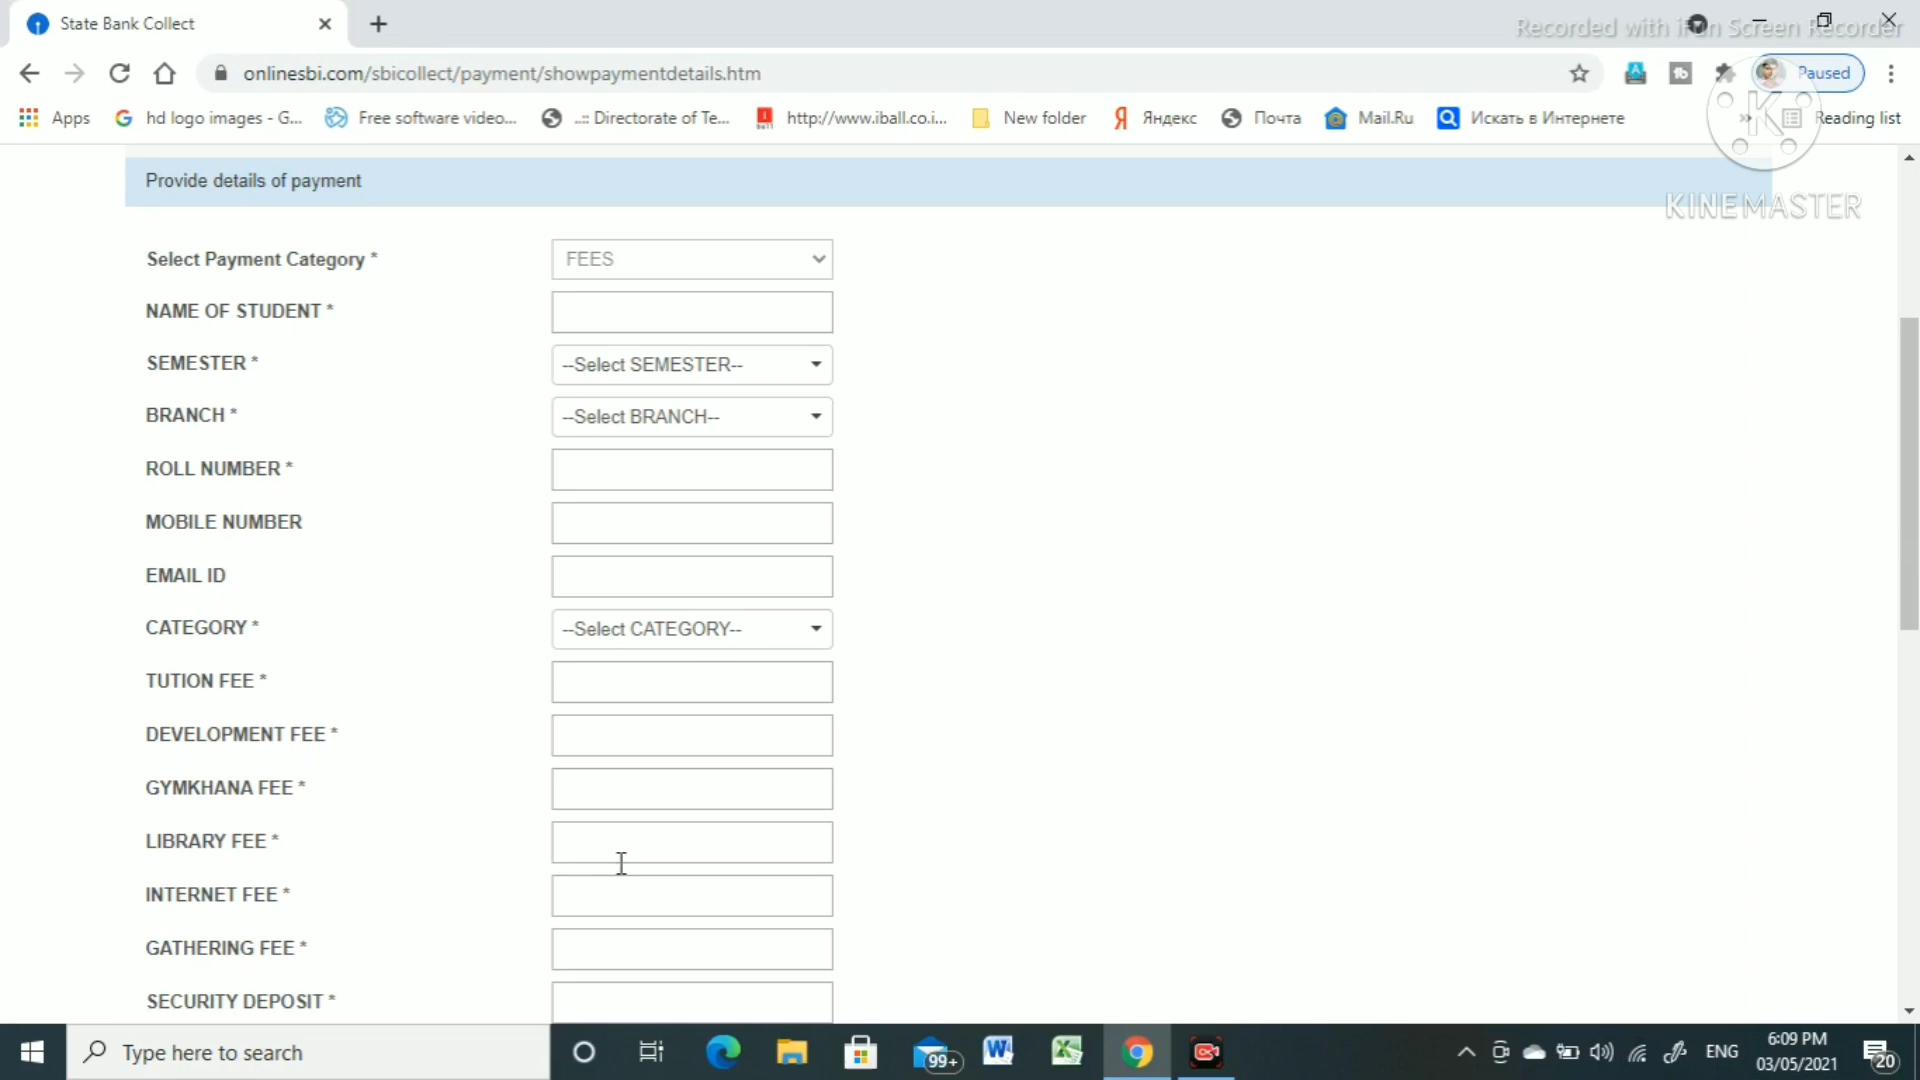 State Bank Collect
Recorded with iFun Screen Recorder
onlinesbi.com/sbicollect/payment/showpaymentdetails.htm
Paused
Apps
hd logo images - G...
Free software video...
..:: Directorate of Te...
http://www.iball.co.i...
New folder
Яндекс
Почта
Mail.Ru
Искать в Интернете
Reading list
KINEMASTER
Provide details of payment
Select Payment Category *
FEES
NAME OF STUDENT *
SEMESTER *
--Select SEMESTER--
BRANCH *
--Select BRANCH--
ROLL NUMBER *
MOBILE NUMBER
EMAIL ID
CATEGORY *
--Select CATEGORY--
TUTION FEE *
DEVELOPMENT FEE *
GYMKHANA FEE *
LIBRARY FEE *
INTERNET FEE *
GATHERING FEE *
SECURITY DEPOSIT *
Type here to search
99+
ENG
6:09 PM
03/05/2021
20